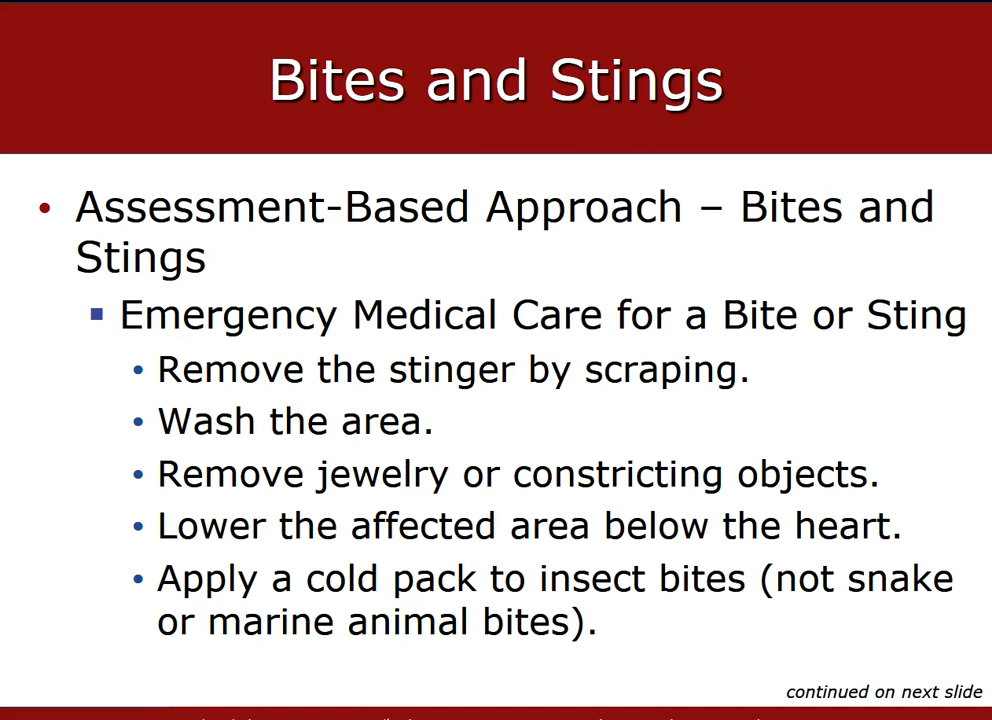 Bites and Stings
• Assessment-Based Approach – Bites and
Stings
▪ Emergency Medical Care for a Bite or Sting
• Remove the stinger by scraping.
• Wash the area.
• Remove jewelry or constricting objects.
• Lower the affected area below the heart.
• Apply a cold pack to insect bites (not snake
or marine animal bites).
continued on next slide